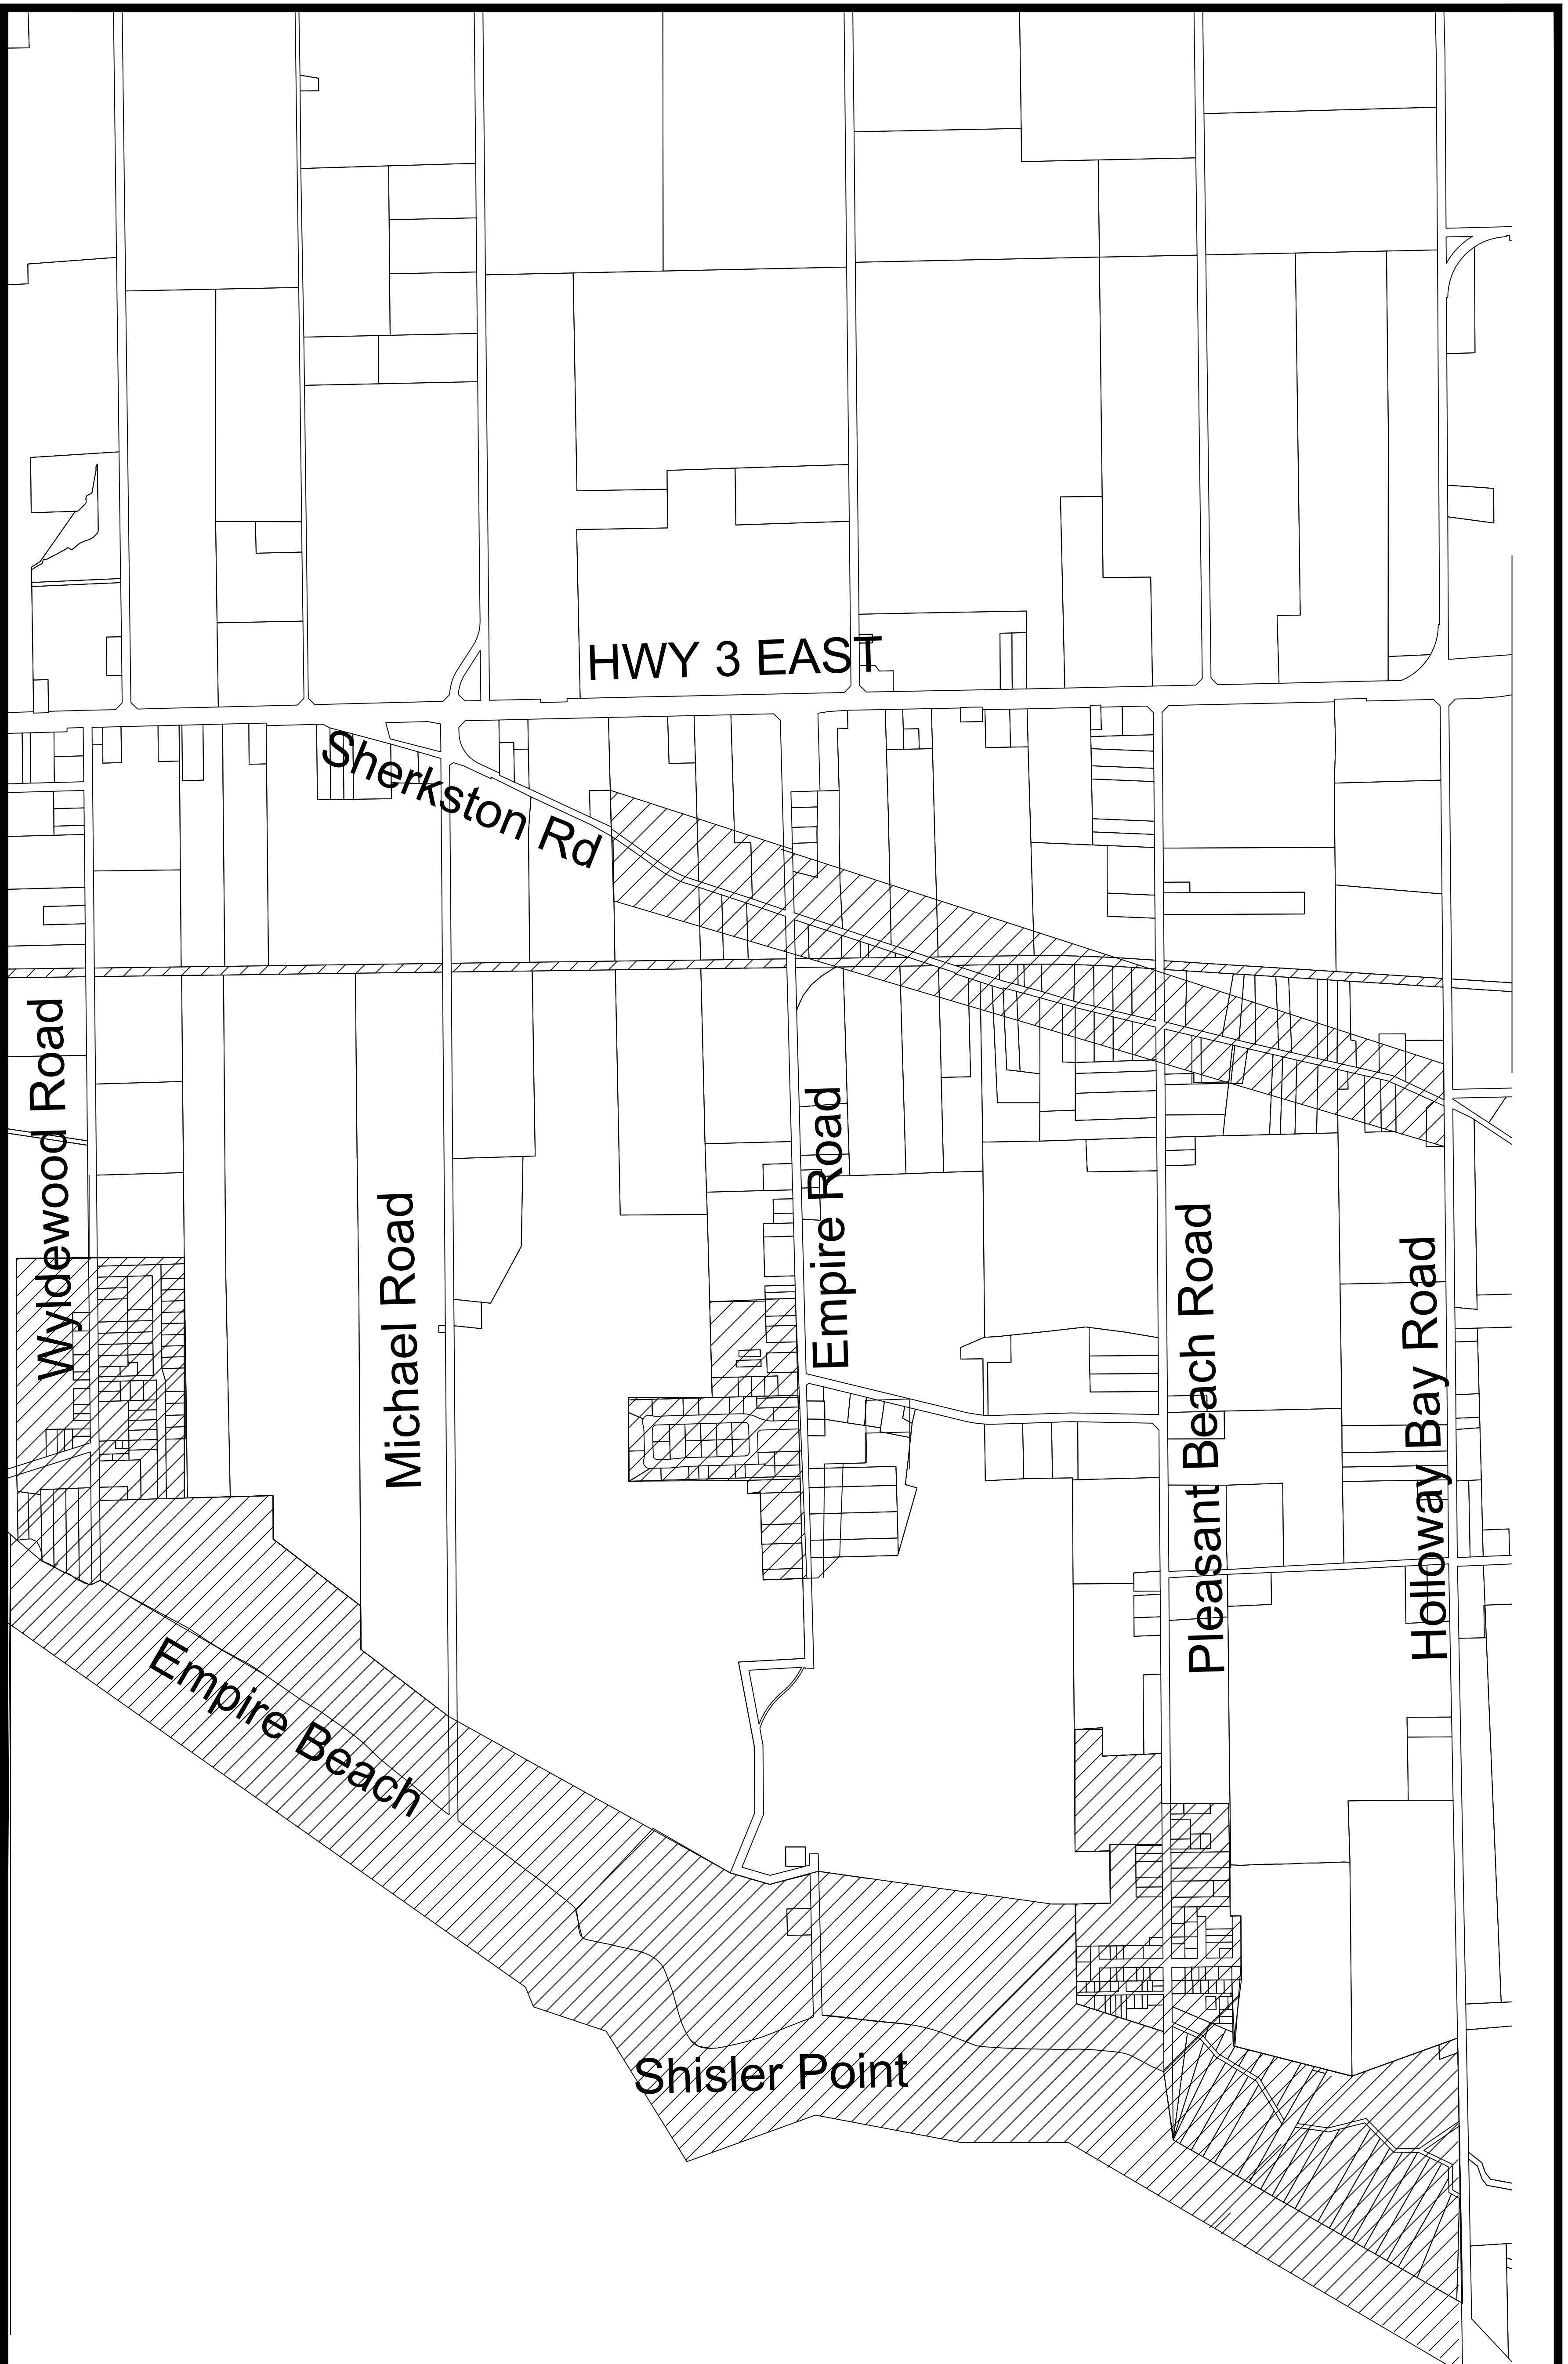 HWY 3 EAST
Sherkston Rd
Wyldewood Road
Michael Road
Empire Road
Pleasant Beach Road
Holloway Bay Road
Empire Beach
Shisler Point